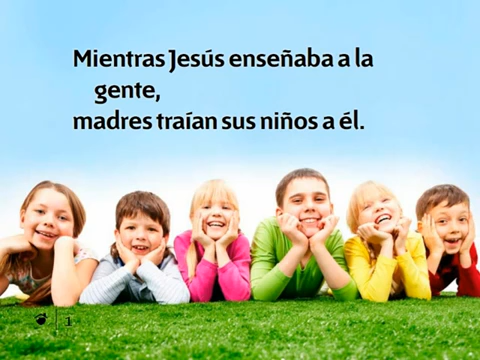 Mientras Jesús enseñaba a la
gente,
madres traían sus niños a él.
1